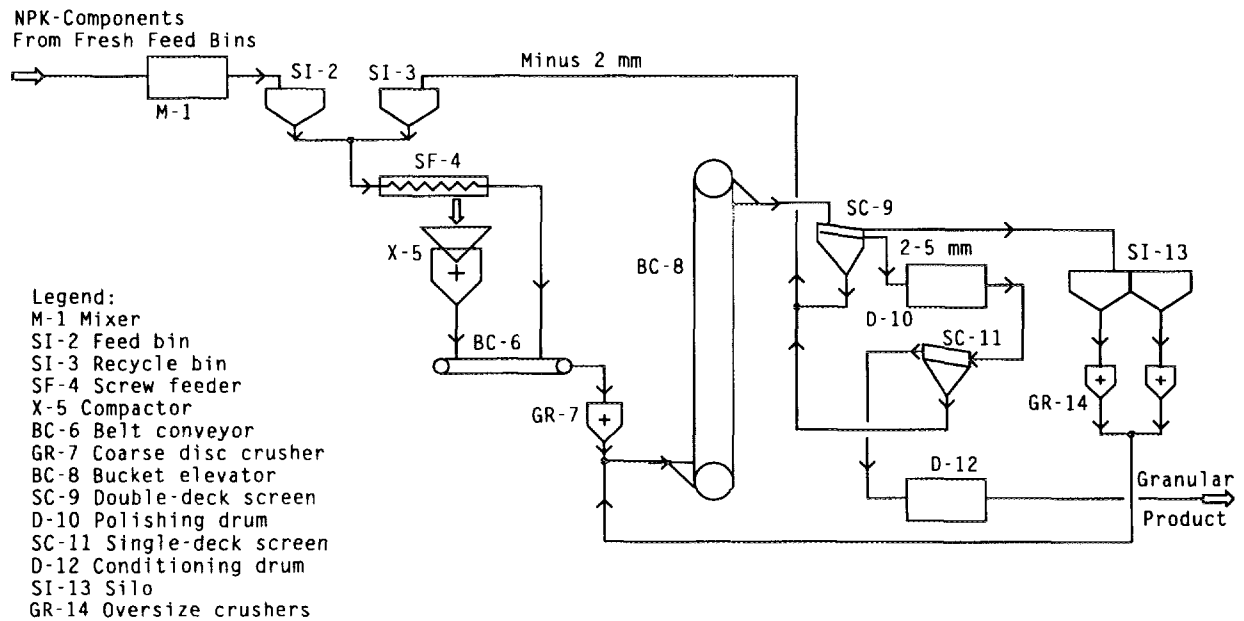 NPK-Components
From Fresh Feed Bins
SI-2
SI-3
Minus 2 mm
M-1
SF-4
SC-9
X-5
BC-8
2-5 mm
SI-13
D-10
SC-11
BC-6
GR-7
GR-14
D-12
Granular
Product
Legend:
M-1 Mixer
SI-2 Feed bin
SI-3 Recycle bin
SF-4 Screw feeder
X-5 Compactor
BC-6 Belt conveyor
GR-7 Coarse disc crusher
BC-8 Bucket elevator
SC-9 Double-deck screen
D-10 Polishing drum
SC-11 Single-deck screen
D-12 Conditioning drum
SI-13 Silo
GR-14 Oversize crushers